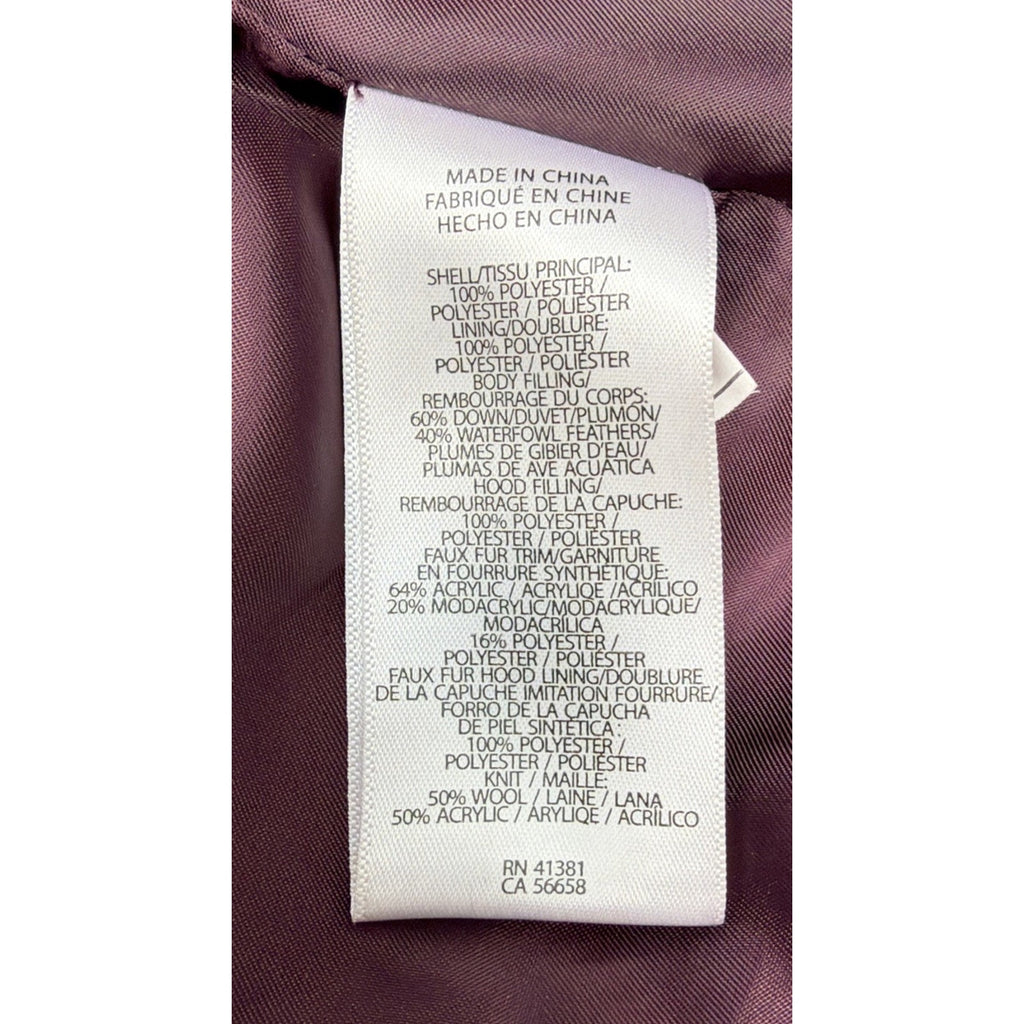 MADE IN CHINA
FABRIQUÉ EN CHINE
HECHO EN CHINA
SHELL/TISSU PRINCIPAL:
100% POLYESTER /
POLYESTER / POLIÉSTER
LINING/DOUBLURE:
100% POLYESTER /
POLYESTER / POLIÉSTER
BODY FILLING/
REMBOURRAGE DU CORPS:
60% DOWN/DUVET/PLUMÓN/
40% WATERFOWL FEATHERS/
PLUMES DE GIBIER D'EAU/
PLUMAS DE AVE ACUATICA
HOOD FILLING/
REMBOURRAGE DE LA CAPUCHE:
100% POLYESTER /
POLYESTER / POLIÉSTER
FAUX FUR TRIM/GARNITURE
EN FOURRURE SYNTHÉTIQUE:
64% ACRYLIC / ACRYLIQE /ACRÍLICO
20% MODACRYLIC/MODACRYLIQUE/
MODACRÍLICA
16% POLYESTER /
POLYESTER / POLIÉSTER
FAUX FUR HOOD LINING/DOUBLURE
DE LA CAPUCHE IMITATION FOURRURE/
FORRO DE LA CAPUCHA
DE PIEL SINTÉTICA :
100% POLYESTER /
POLYESTER / POLIÉSTER
KNIT / MAILLE:
50% WOOL / LAINE / LANA
50% ACRYLIC / ARYLIQE / ACRÍLICO
RN 41381
CA 56658